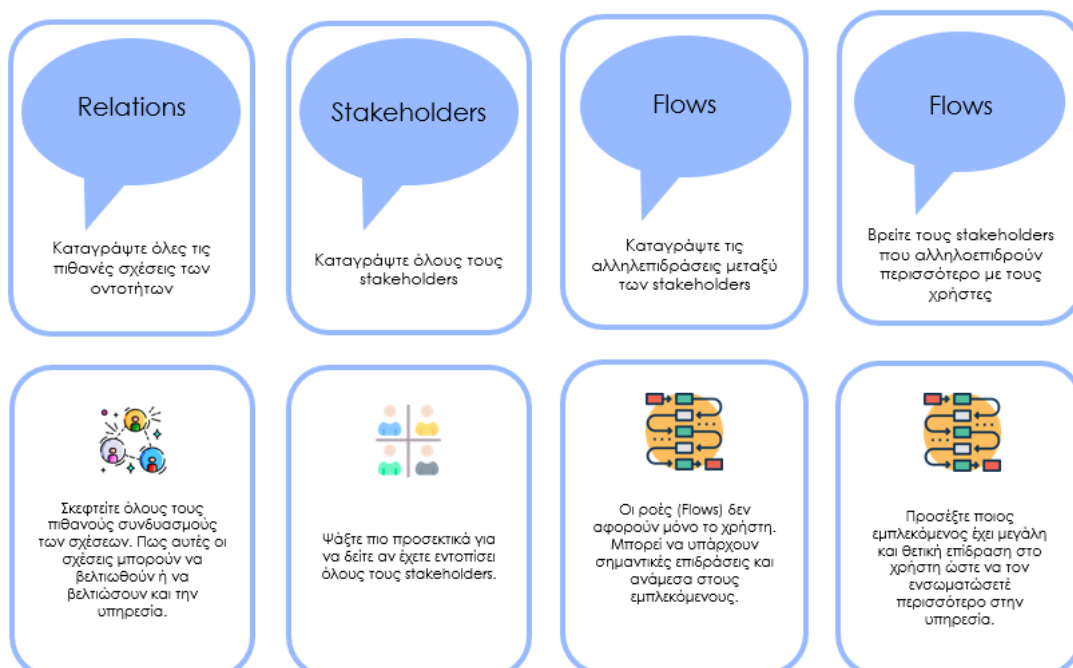 Relations
Καταγράψτε όλες τις
πιθανές σχέσεις των
οντοτήτων
Stakeholders
Καταγράψτε όλους τους
stakeholders
Flows
Καταγράψτε τις
αλληλεπιδράσεις μεταξύ
των stakeholders
Flows
Βρείτε τους stakeholders
που αλληλοεπιδρούν
περισσότερο με τους
χρήστες
Σκεφτείτε όλους τους
πιθανούς συνδυασμούς
των σχέσεων. Πως αυτές οι
σχέσεις μπορούν να
βελτιωθούν ή να
βελτιώσουν και την
υπηρεσία.
Ψάξτε πιο προσεκτικά για
να δείτε αν έχετε εντοπίσει
όλους τους stakeholders.
Οι ροές (Flows) δεν
αφορούν μόνο το χρήστη.
Μπορεί να υπάρχουν
σημαντικές επιδράσεις και
ανάμεσα στους
εμπλεκόμενους.
Προσέξτε ποιος
εμπλεκόμενος έχει μεγάλη
και θετική επίδραση στο
χρήστη ώστε να τον
ενσωματώσετέ
περισσότερο στην
υπηρεσία.